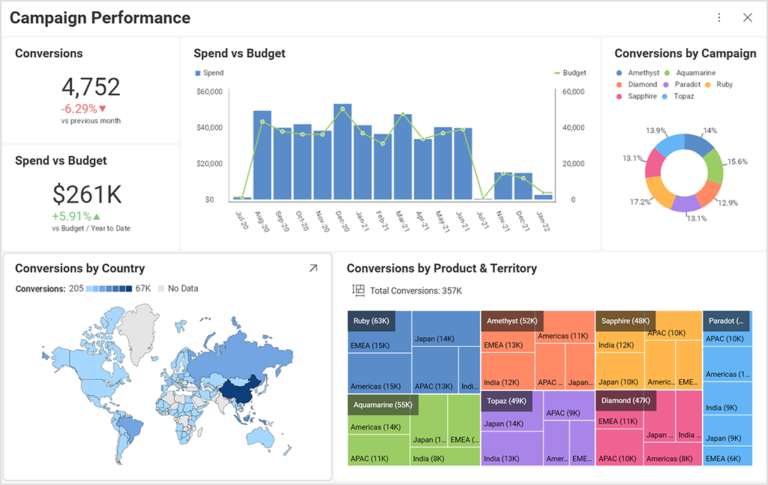 Campaign Performance
Conversions
4,752
-6.29%▼
vs previous month
Spend vs Budget
$261K
+5.91%▲
vs Budget / Year to Date
Spend vs Budget
Spend
Budget
$60,000
$40,000
$20,000
$0
60,000
40,000
20,000
0
Jul-20
Aug-20
Sep-20
Oct-20
Nov-20
Dec-20
Jan-21
Feb-21
Mar-21
Apr-21
May-21
Jun-21
Jul-21
Nov-21
Dec-21
Jan-23
Conversions by Campaign
Amethyst Aquamarine
Diamond Paradot Ruby
Sapphire Topaz
13.9%
14%
13.1%
15.6%
17.2%
12.9%
13.1%
Conversions by Country
Conversions: 205 67K No Data
Conversions by Product & Territory
Total Conversions: 357K
Ruby (63K)
EMEA (15K)
Americas (15K)
Japan (14K)
APAC (13K)
Indi...
Aquamarine (55K)
Americas (14K)
APAC (11K)
Japan (1...
EMEA (...
India (8K)
Amethyst (52K)
EMEA (13K)
India (12K)
Americas (11K)
APAC ...
Japan...
Topaz (49K)
Japan (14K)
India (13K)
APAC (9K)
Amer...
EME...
Sapphire (48K)
India (12K)
Japan (10K)
APAC (10K)
Americ...
EME...
Diamond (47K)
EMEA (11K)
APAC (10K)
Japan ...
India ...
Americas (8K)
Paradot (...
APAC (10K)
Americas (1...
India (9K)
Japan (9K)
EMEA (6K)